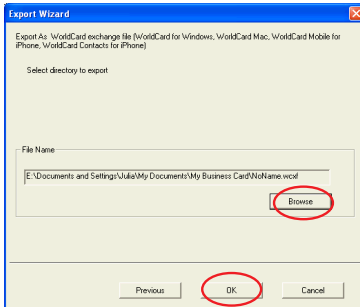 Export Wizard
Export As WorldCard exchange file (WorldCard for Windows, WorldCard Mac, WorldCard Mobile for
iPhone, WorldCard Contacts for iPhone)
Select directory to export
File Name
E:\Documents and Settings\Julia\My Documents\My Business Card\NoName.wcxf
Browse
Previous
OK
Cancel